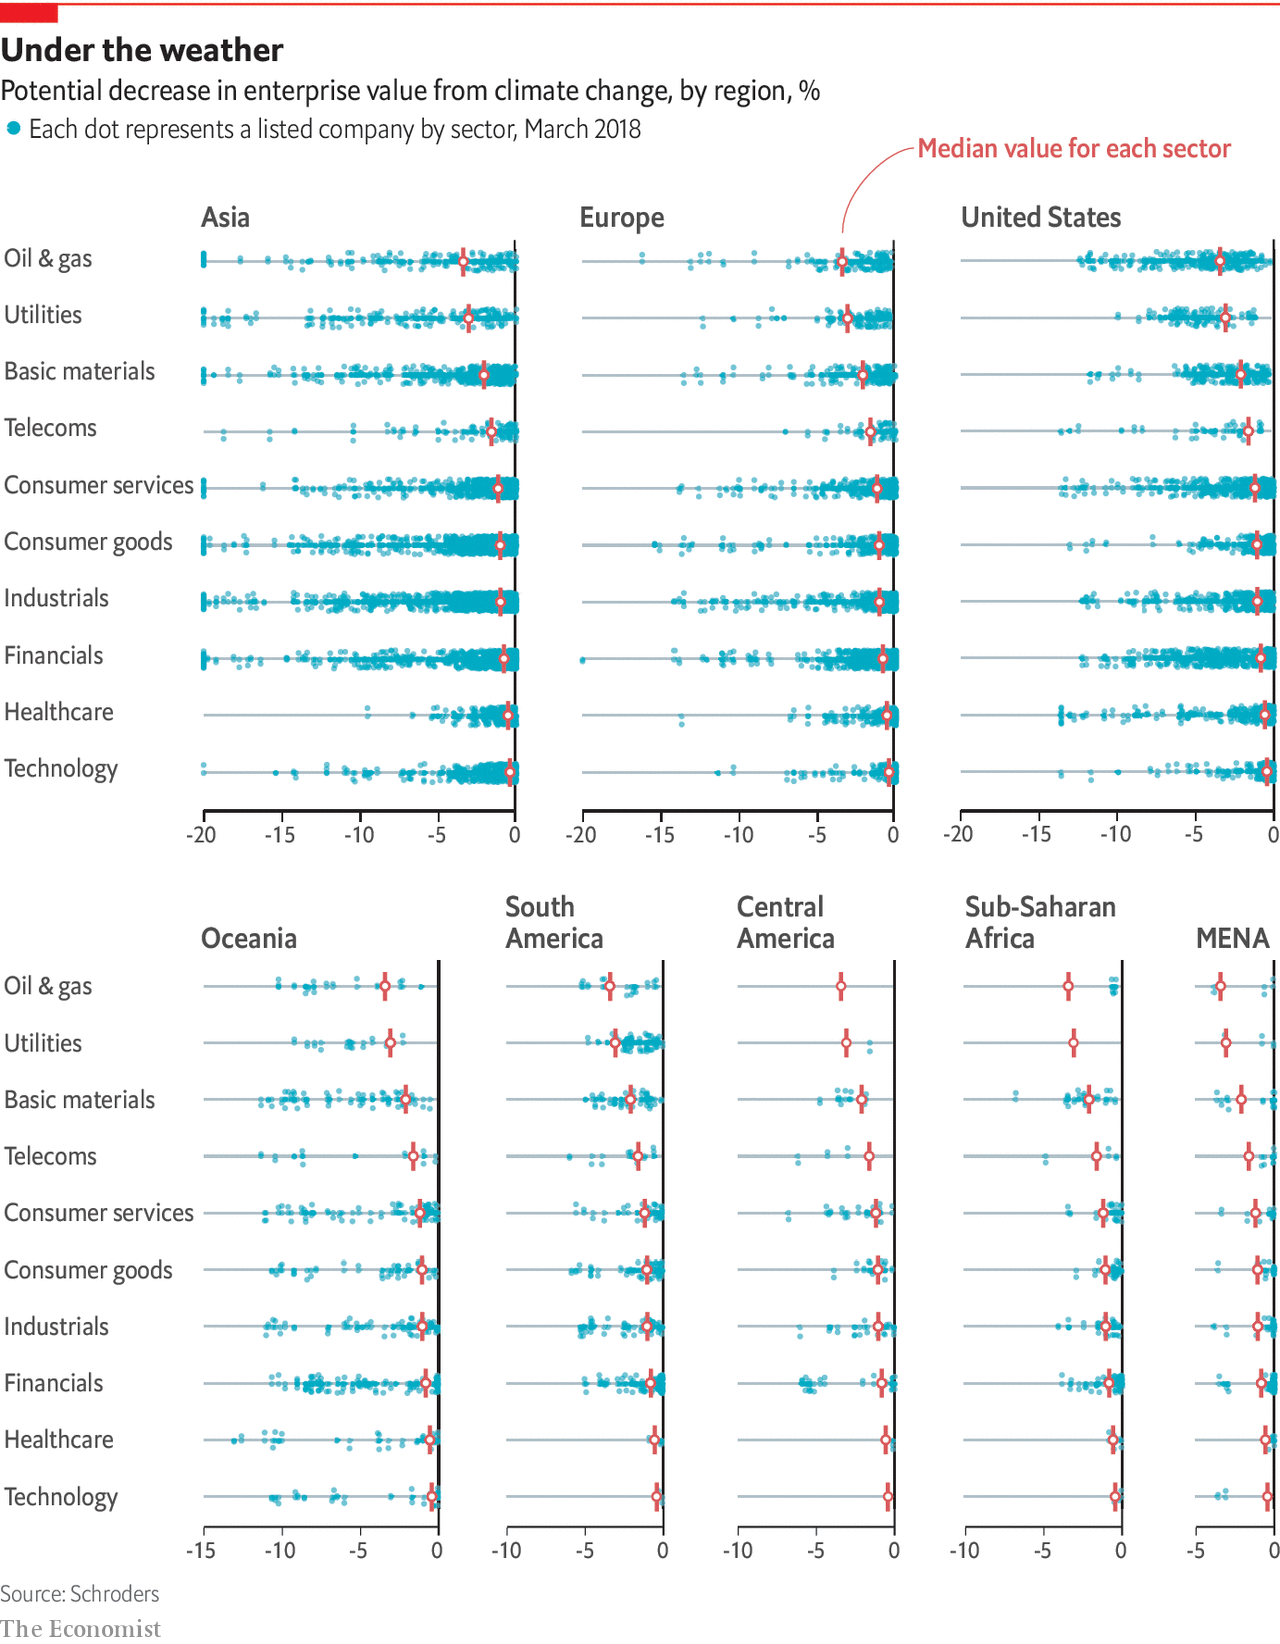 Under the weather
Potential decrease in enterprise value from climate change, by region, %
Each dot represents a listed company by sector, March 2018
Median value for each sector
Asia
Europe
United States
Oil & gas
Utilities
Basic materials
Telecoms
Consumer services
Consumer goods
Industrials
Financials
Healthcare
Technology
-20 -15 -10 -5 0
-20 -15 -10 -5 0
-20 -15 -10 -5 0
Oceania
South
America
Central
America
Sub-Saharan
Africa
MENA
Oil & gas
Utilities
Basic materials
Telecoms
Consumer services
Consumer goods
Industrials
Financials
Healthcare
Technology
-15 -10 -5 0
-10 -5 0
-10 -5 0
-10 -5 0
-5 0
Source: Schroders
The Economist